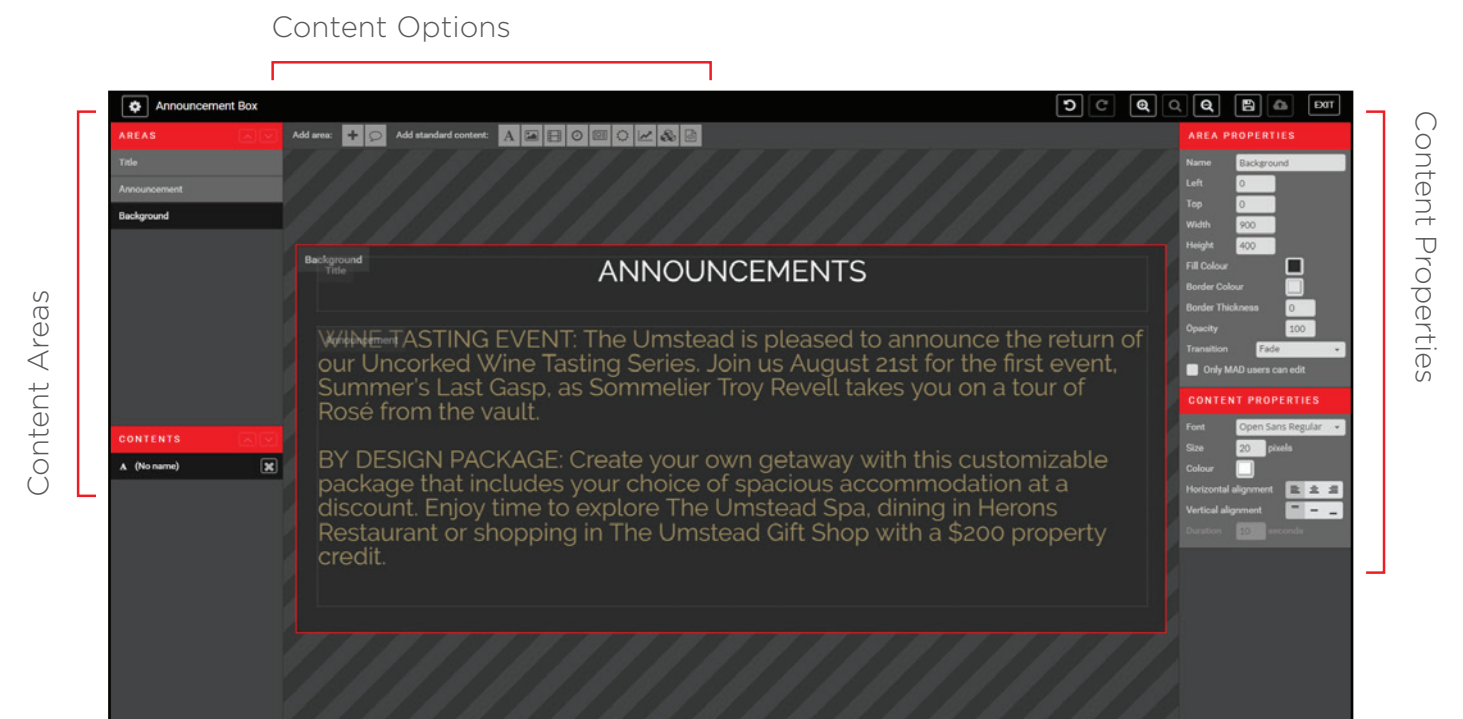 Content Options
Content Areas
Content Properties
Announcement Box
EXIT
AREAS
Title
Announcement
Background
Add area:
Add standard content:
CONTENTS
A (No name)
Background
Title
ANNOUNCEMENTS
Announcement
WINE TASTING EVENT: The Umstead is pleased to announce the return of
our Uncorked Wine Tasting Series. Join us August 21st for the first event,
Summer's Last Gasp, as Sommelier Troy Revell takes you on a tour of
Rosé from the vault.
BY DESIGN PACKAGE: Create your own getaway with this customizable
package that includes your choice of spacious accommodation at a
discount. Enjoy time to explore The Umstead Spa, dining in Herons
Restaurant or shopping in The Umstead Gift Shop with a $200 property
credit.
AREA PROPERTIES
Name Background
Left 0
Top 0
Width 900
Height 400
Fill Colour
Border Colour
Border Thickness 0
Opacity 100
Transition Fade
Only MAD users can edit
CONTENT PROPERTIES
Font Open Sans Regular
Size 20 pixels
Colour
Horizontal alignment
Vertical alignment
Duration 10 seconds